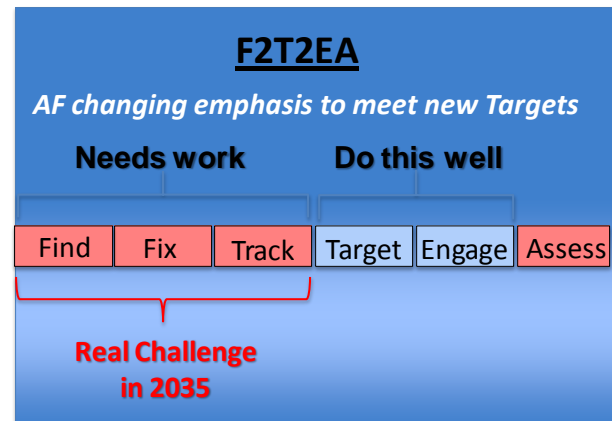 F2T2EA
AF changing emphasis to meet new Targets
Needs work Do this well
Find Fix Track Target Engage Assess
Real Challenge
in 2035